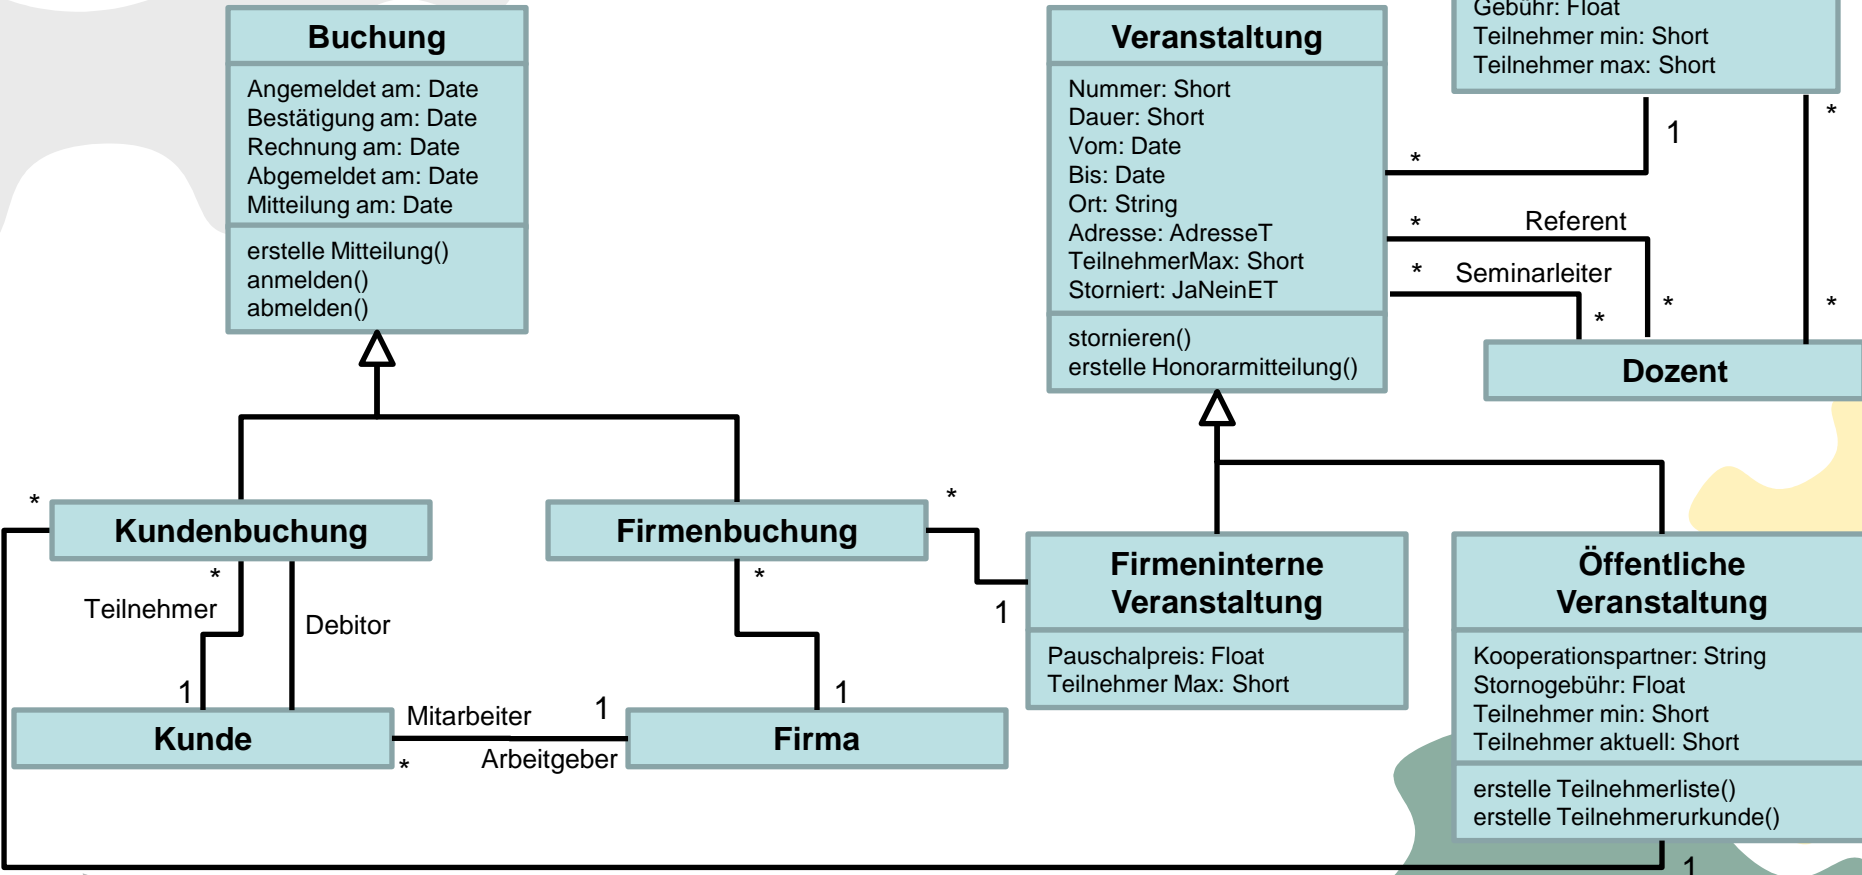 Buchung
Angemeldet am: Date
Bestätigung am: Date
Rechnung am: Date
Abgemeldet am: Date
Mitteilung am: Date
erstelle Mitteilung()
anmelden()
abmelden()
Veranstaltung
Nummer: Short
Dauer: Short
Vom: Date
Bis: Date
Ort: String
Adresse: AdresseT
TeilnehmerMax: Short
Storniert: JaNeinET
stornieren()
erstelle Honorarmitteilung()
Gebühr: Float
Teilnehmer min: Short
Teilnehmer max: Short
*
1
*
* Referent
* Seminarleiter
*
*
*
Dozent
*
Kundenbuchung
Firmenbuchung
*
1
Firmeninterne
Veranstaltung
Pauschalpreis: Float
Teilnehmer Max: Short
Öffentliche
Veranstaltung
Kooperationspartner: String
Stornogebühr: Float
Teilnehmer min: Short
Teilnehmer aktuell: Short
erstelle Teilnehmerliste()
erstelle Teilnehmerurkunde()
1
*
Teilnehmer
Debitor
1
*
1
Kunde
Mitarbeiter
1
*
Arbeitgeber
Firma